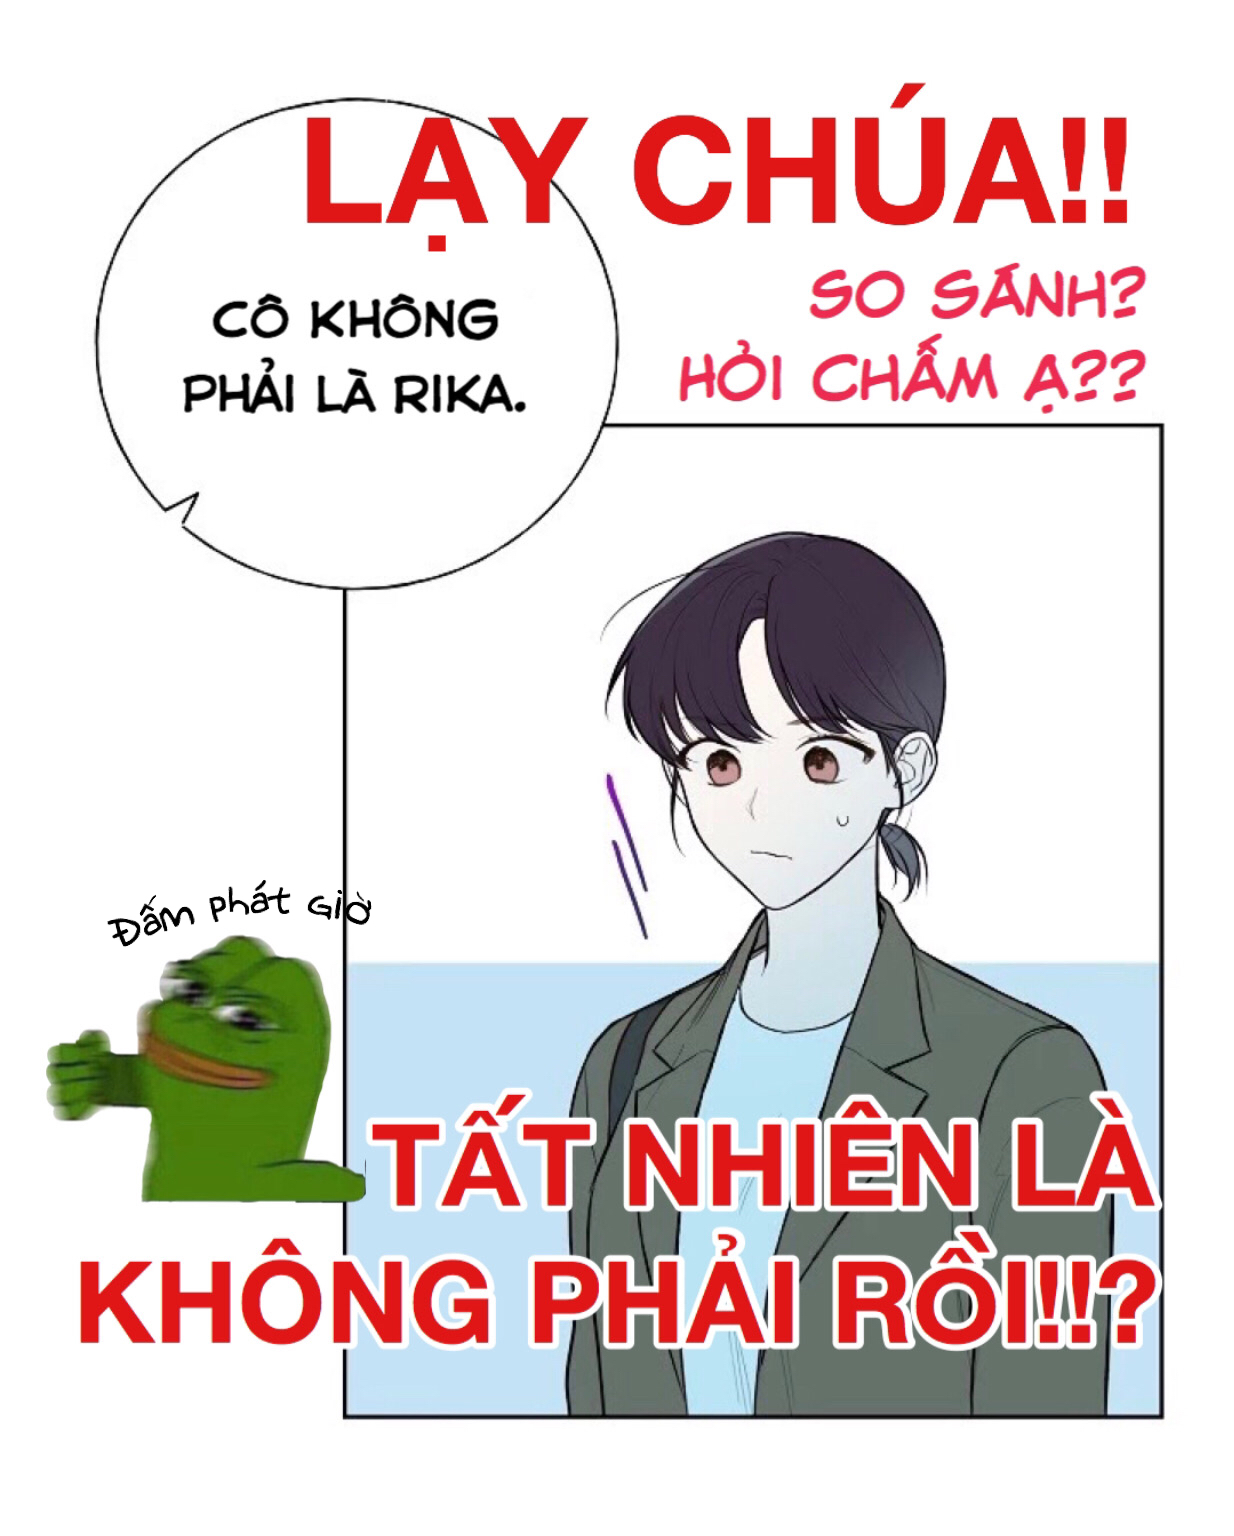 LẠY CHÚA!!
SO SÁNH?
HỎI CHẤM Ạ??
CÔ KHÔNG
PHẢI LÀ RIKA.
Đấm phát giờ
TẤT NHIÊN LÀ
KHÔNG PHẢI RỒI!!?